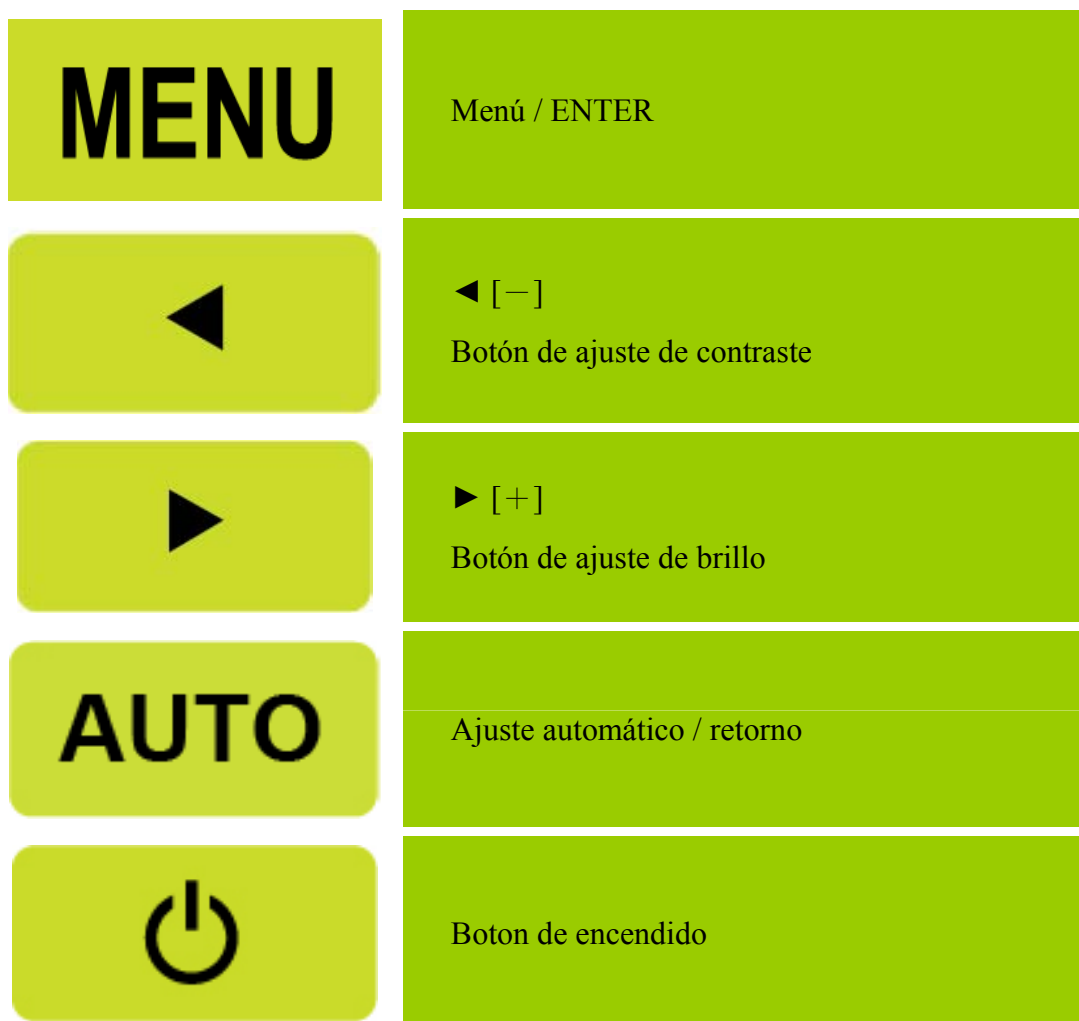 MENU
Menú / ENTER
◄ [－]
Botón de ajuste de contraste
► [＋]
Botón de ajuste de brillo
AUTO
Ajuste automático / retorno
Boton de encendido